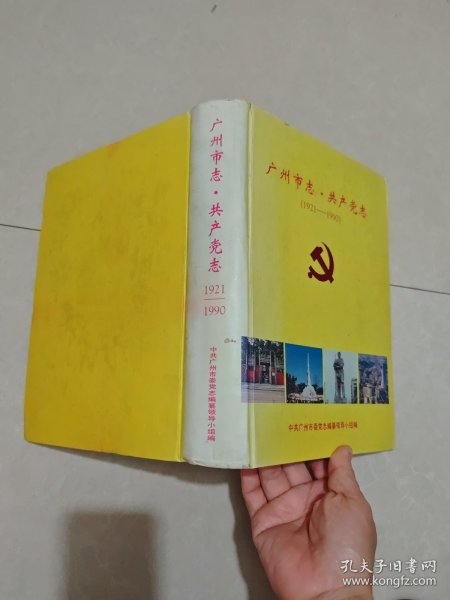 广州市志·共产党志
1921
1990
中共广州市委党志编纂领导小组编
广州市志·共产党志
(1921—1990)
中共广州市委党志编纂领导小组编
孔夫子旧书网
www.kongfz.com